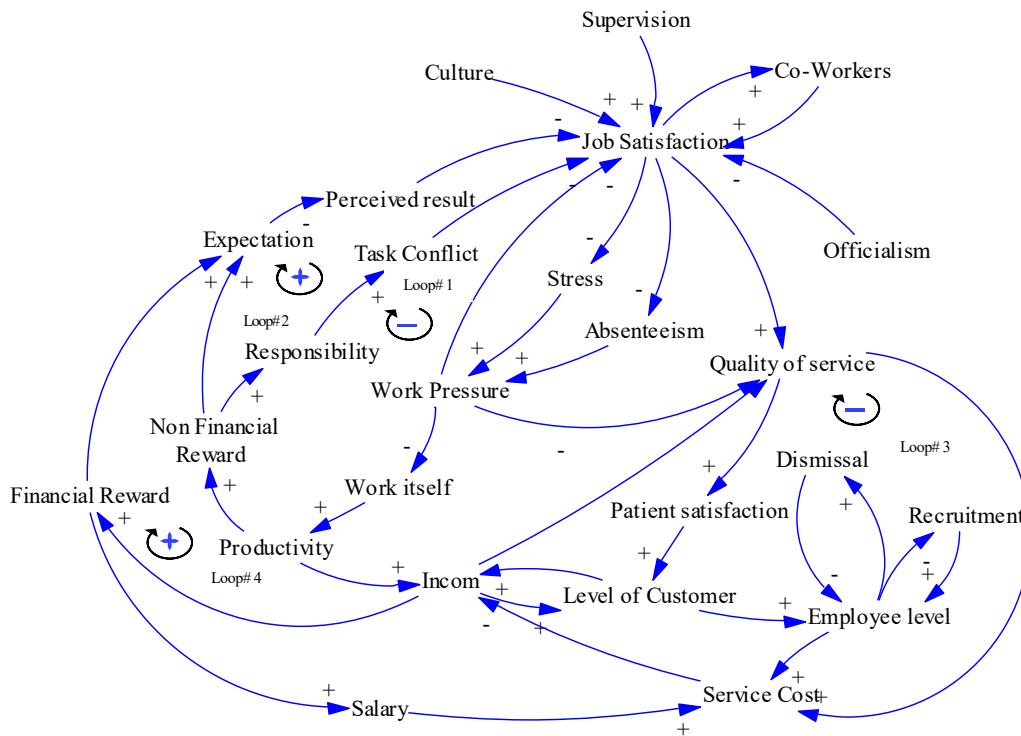 Supervision
Culture
Co-Workers
+
+
+
+
-
Job Satisfaction
-
-
-
Perceived result
-
Expectation
Task Conflict
-
Officialism
+
+
+
Loop# 1
Stress
-
Loop#2
Responsibility
Absenteeism
+
+
+
Quality of service
+
Work Pressure
Non Financial
Reward
-
-
Loop# 3
Dismissal
+
+
Work itself
Financial Reward
+
+
+
Patient satisfaction
Recruitment
Productivity
Loop# 4
+
+
-
-
+
Incom
+
Level of Customer
+
Employee level
-
+
+
+
Salary
Service Cost
+
+